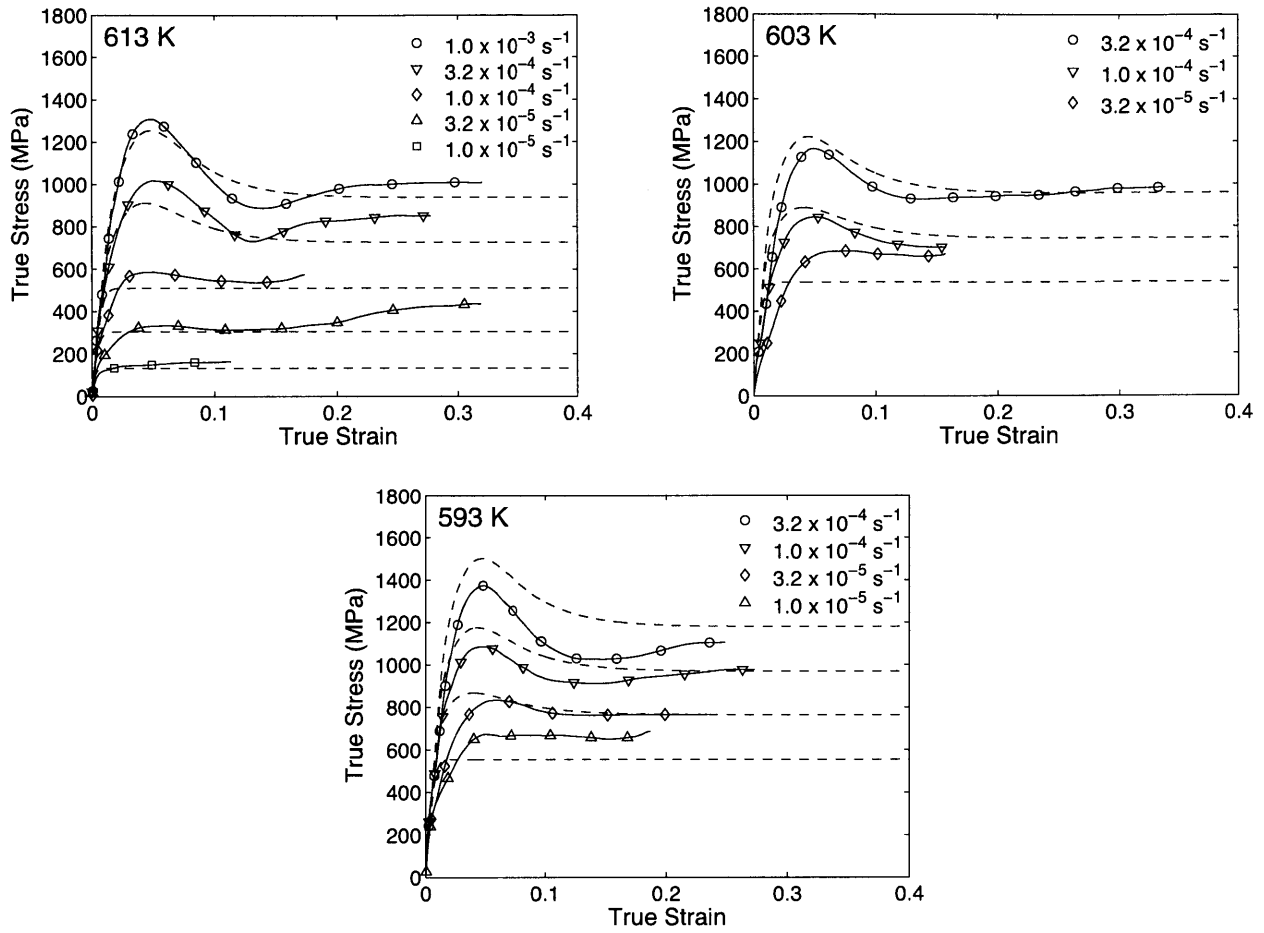 613 K
1.0 x 10⁻³ s⁻¹
3.2 x 10⁻⁴ s⁻¹
1.0 x 10⁻⁴ s⁻¹
3.2 x 10⁻⁵ s⁻¹
1.0 x 10⁻⁵ s⁻¹
True Stress (MPa)
1800
1600
1400
1200
1000
800
600
400
200
0
0 0.1 0.2 0.3 0.4
True Strain
603 K
3.2 x 10⁻⁴ s⁻¹
1.0 x 10⁻⁴ s⁻¹
3.2 x 10⁻⁵ s⁻¹
True Stress (MPa)
1800
1600
1400
1200
1000
800
600
400
200
0
0 0.1 0.2 0.3 0.4
True Strain
593 K
3.2 x 10⁻⁴ s⁻¹
1.0 x 10⁻⁴ s⁻¹
3.2 x 10⁻⁵ s⁻¹
1.0 x 10⁻⁵ s⁻¹
True Stress (MPa)
1800
1600
1400
1200
1000
800
600
400
200
0
0 0.1 0.2 0.3 0.4
True Strain